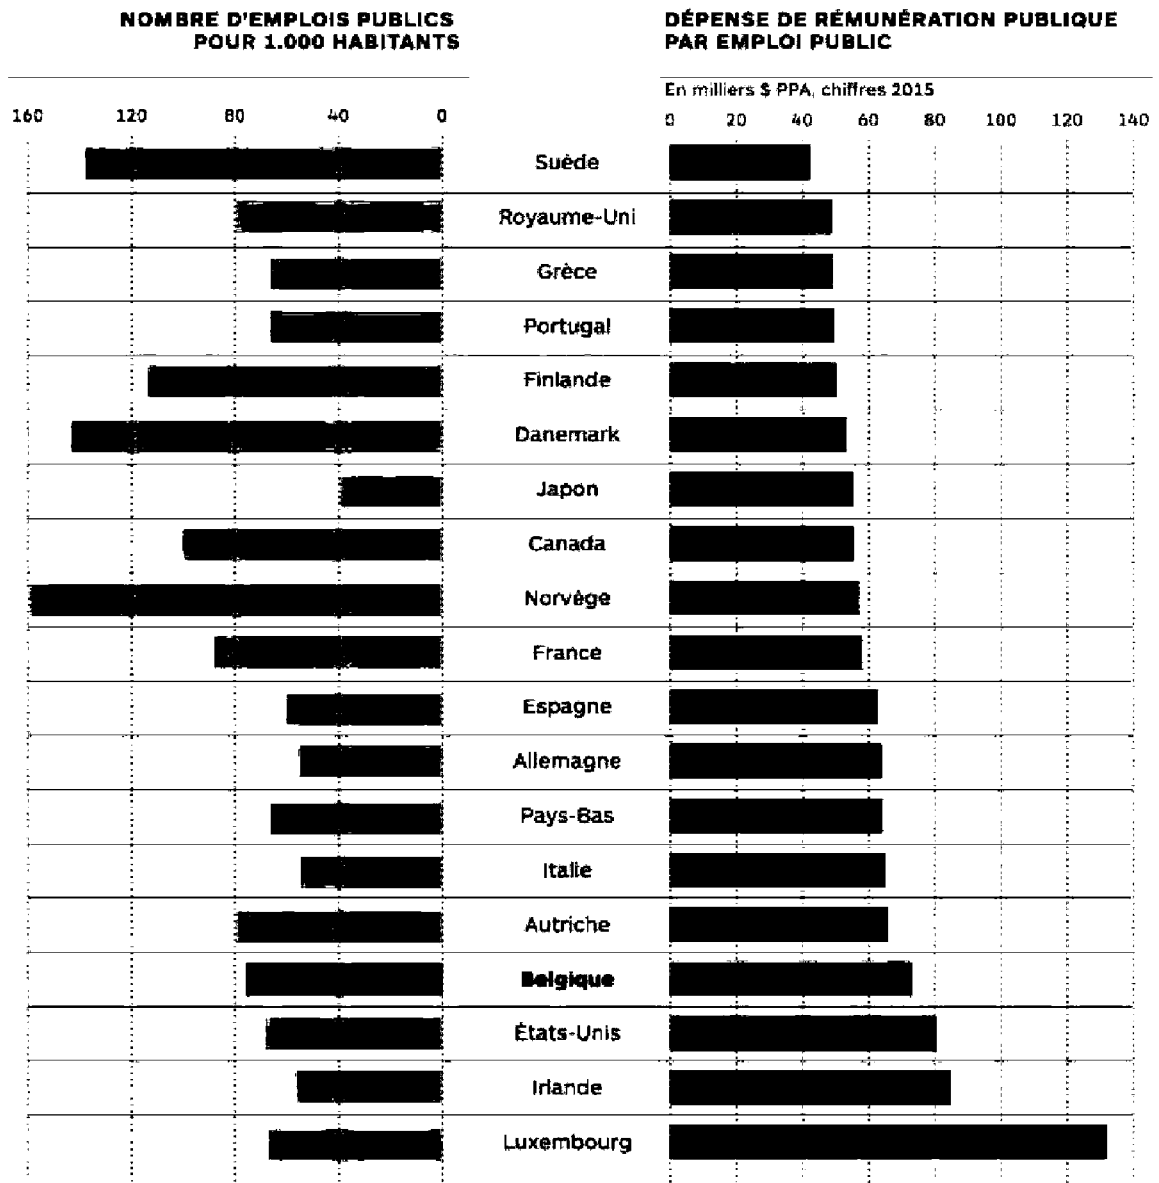 NOMBRE D'EMPLOIS PUBLICS
POUR 1.000 HABITANTS
DÉPENSE DE RÉMUNÉRATION PUBLIQUE
PAR EMPLOI PUBLIC
En milliers $ PPA, chiffres 2015
160 120 80 40 0
0 20 40 60 80 100 120 140
Suède
Royaume-Uni
Grèce
Portugal
Finlande
Danemark
Japon
Canada
Norvège
France
Espagne
Allemagne
Pays-Bas
Italie
Autriche
Belgique
États-Unis
Irlande
Luxembourg